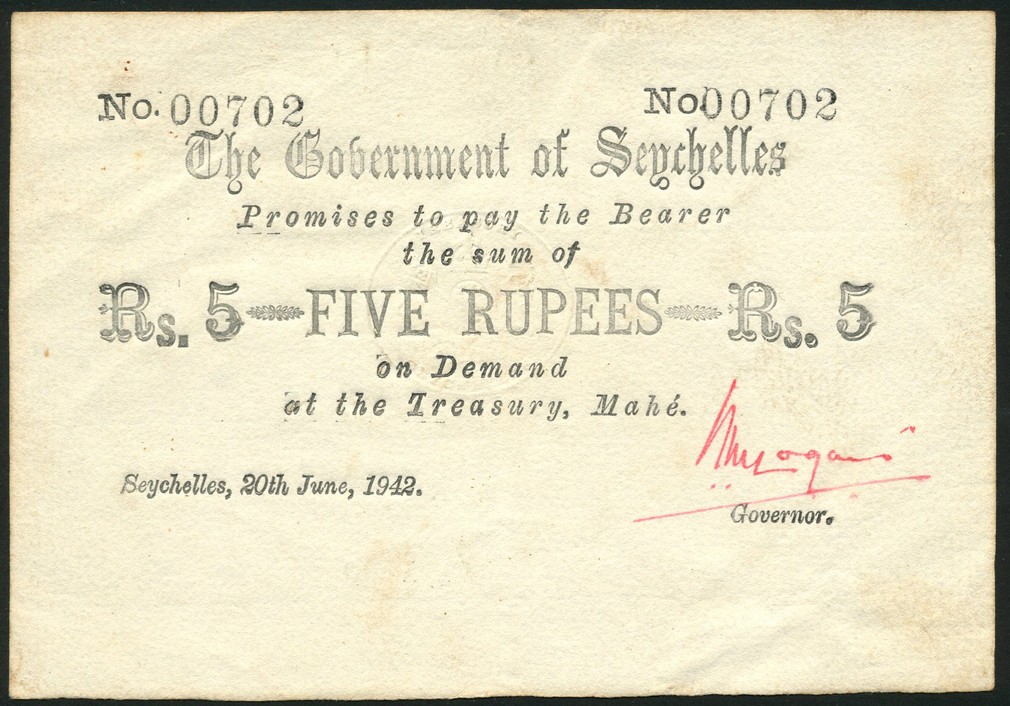 No. 00702 No. 00702
The Government of Seychelles
Promises to pay the Bearer
the sum of
Rs. 5 FIVE RUPEES Rs. 5
on Demand
at the Treasury, Mahé.
Seychelles, 20th June, 1942.
Governor.